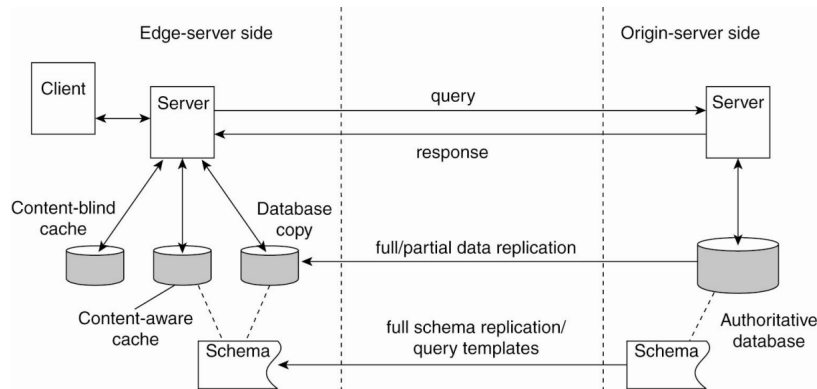 Edge-server side
Origin-server side
Client
Server
query
Server
response
Content-blind
cache
Database
copy
full/partial data replication
Content-aware
cache
Authoritative
database
Schema
full schema replication/
query templates
Schema